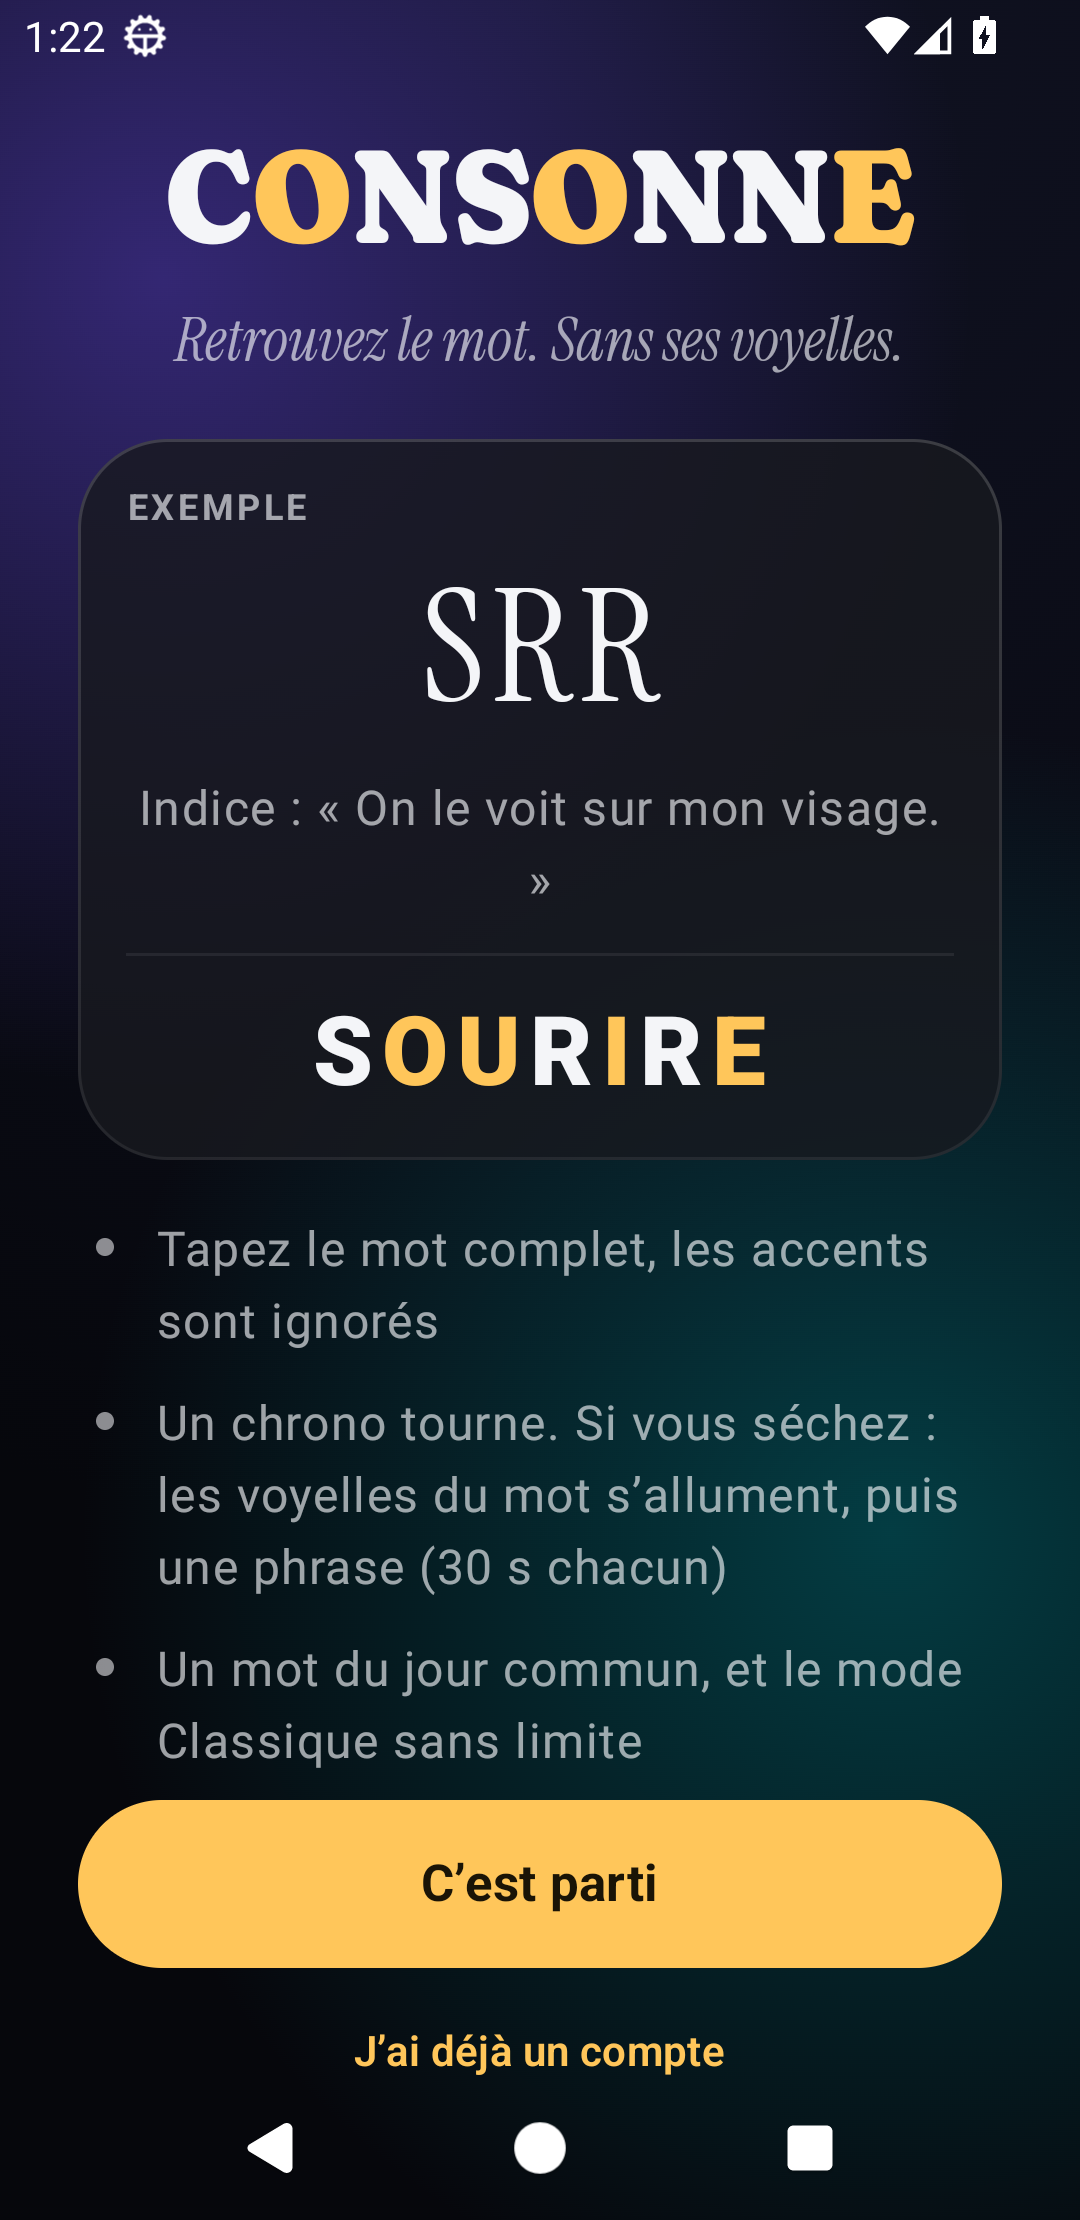 1:22
CONSONNE
Retrouvez le mot. Sans ses voyelles.
EXEMPLE
SRR
Indice : « On le voit sur mon visage.
»
SOURIRE
• Tapez le mot complet, les accents
sont ignorés
• Un chrono tourne. Si vous séchez :
les voyelles du mot s’allument, puis
une phrase (30 s chacun)
• Un mot du jour commun, et le mode
Classique sans limite
C’est parti
J’ai déjà un compte